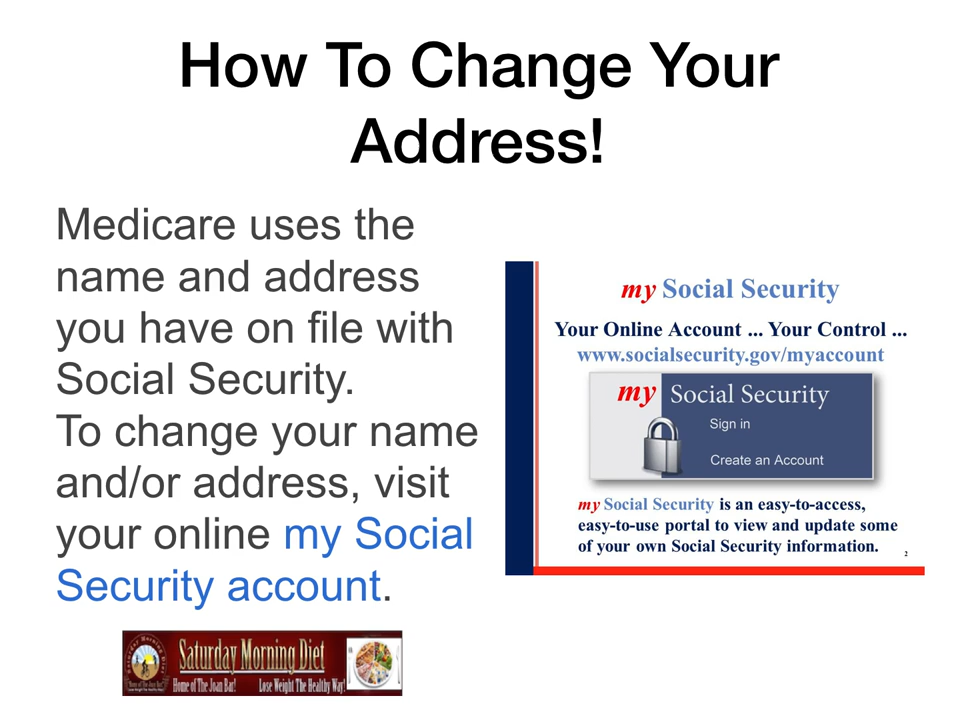 How To Change Your
Address!
Medicare uses the
name and address
you have on file with
Social Security.
To change your name
and/or address, visit
your online my Social
Security account.
my Social Security
Your Online Account ... Your Control ...
www.socialsecurity.gov/myaccount
my Social Security
Sign in
Create an Account
my Social Security is an easy-to-access,
easy-to-use portal to view and update some
of your own Social Security information.
2
Saturday Morning Diet
Home of The Joan Bar! Lose Weight The Healthy Way!